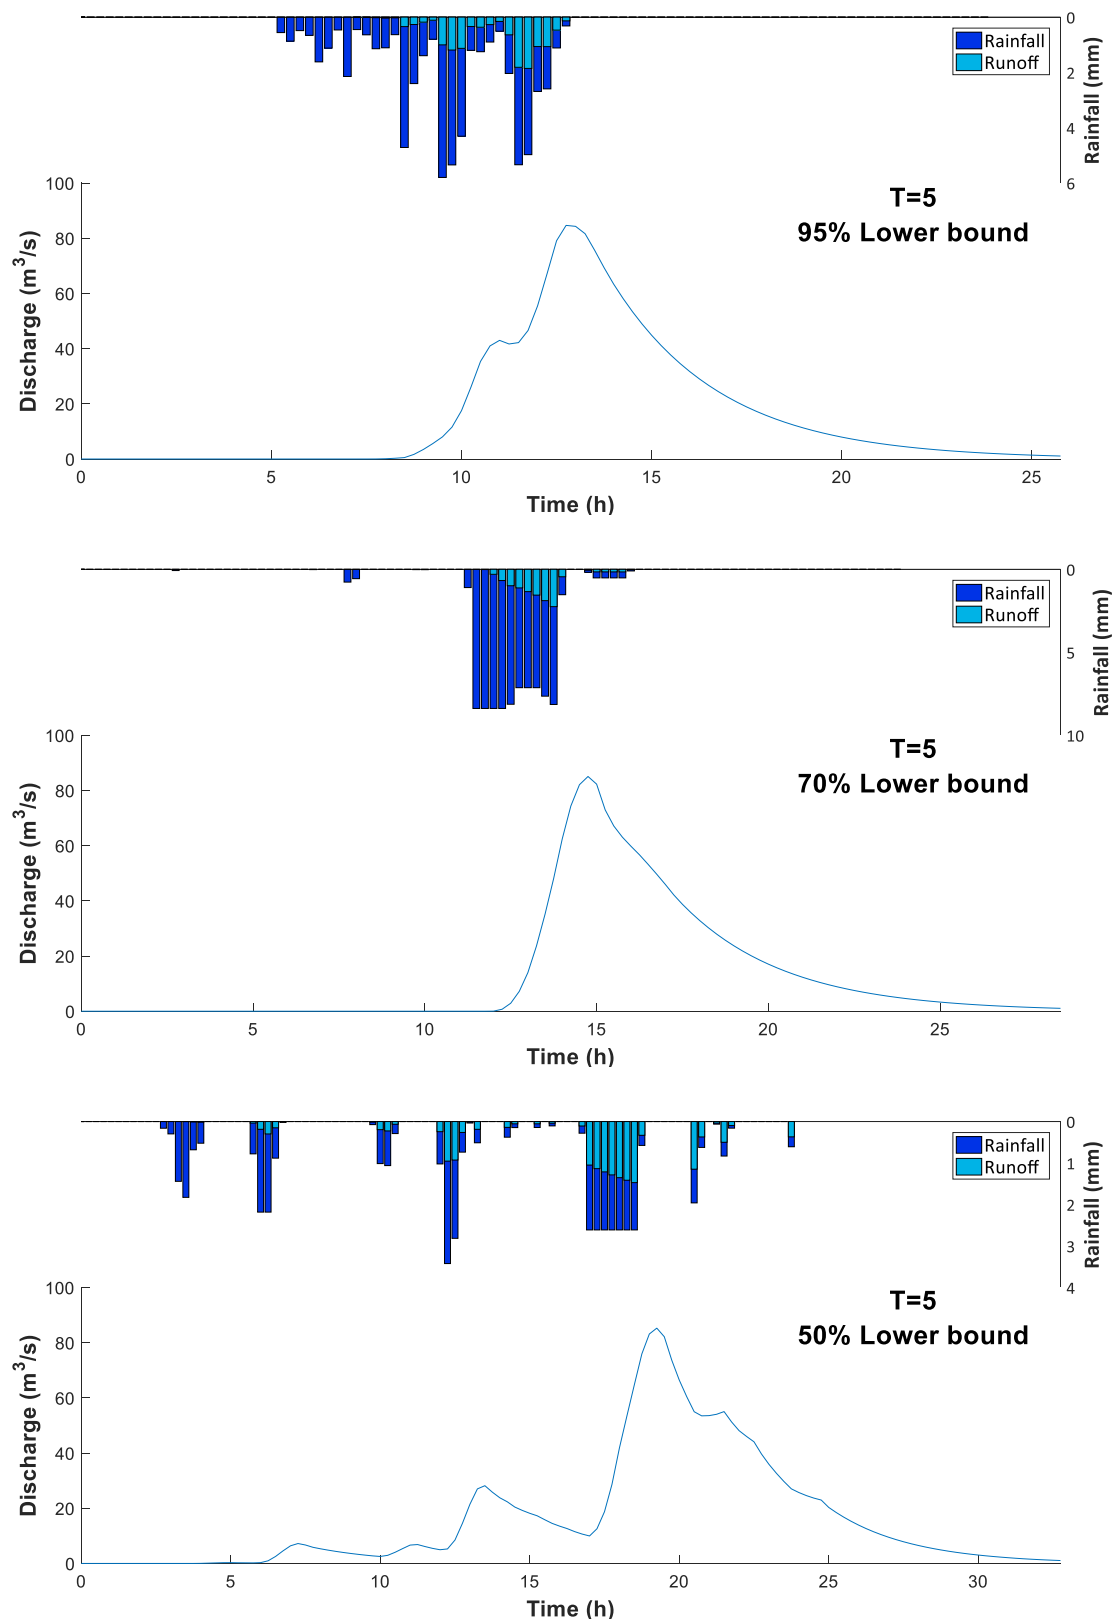 0
2
4
6
Rainfall (mm)
Rainfall
Runoff
100
80
60
40
20
0
Discharge (m³/s)
T=5
95% Lower bound
0 5 10 15 20 25
Time (h)
0
5
10
Rainfall (mm)
Rainfall
Runoff
100
80
60
40
20
0
Discharge (m³/s)
T=5
70% Lower bound
0 5 10 15 20 25
Time (h)
0
1
2
3
4
Rainfall (mm)
Rainfall
Runoff
100
80
60
40
20
0
Discharge (m³/s)
T=5
50% Lower bound
0 5 10 15 20 25 30
Time (h)